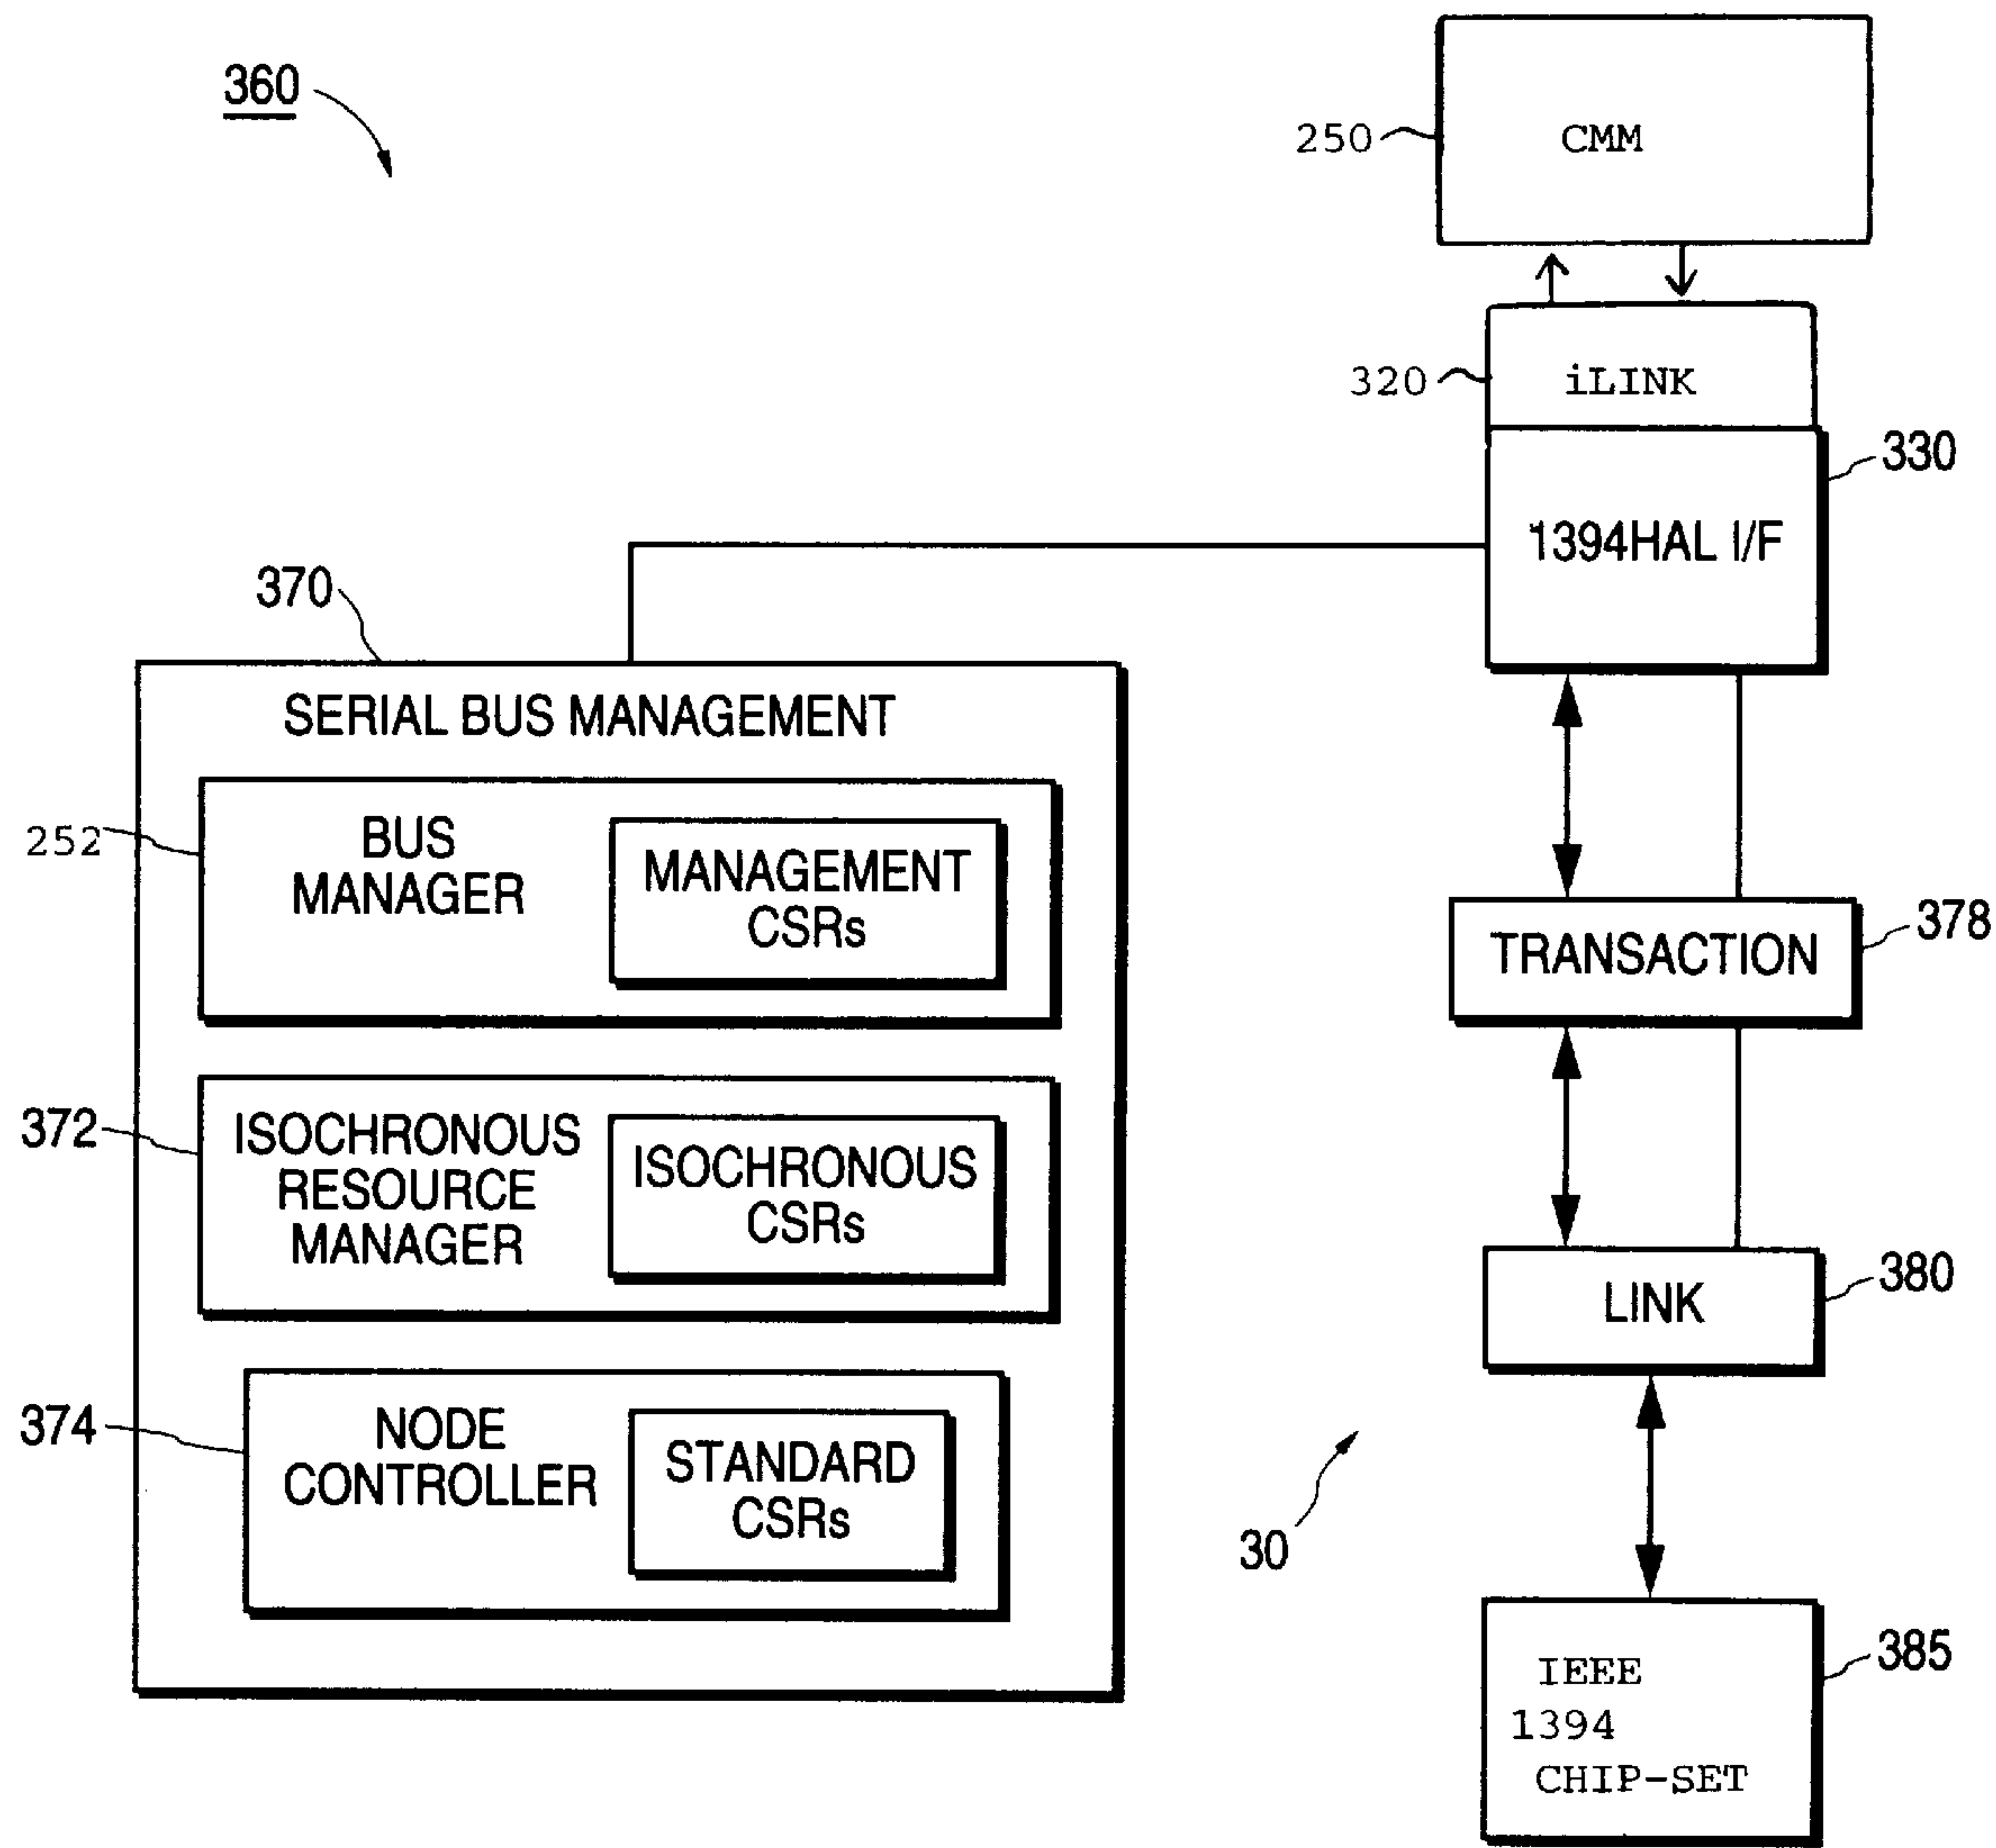 360
250
CMM
320
iLINK
330
1394HAL I/F
370
SERIAL BUS MANAGEMENT
252
BUS
MANAGER
MANAGEMENT
CSRs
378
TRANSACTION
372
ISOCHRONOUS
RESOURCE
MANAGER
ISOCHRONOUS
CSRs
380
LINK
374
NODE
CONTROLLER
STANDARD
CSRs
30
385
IEEE
1394
CHIP-SET